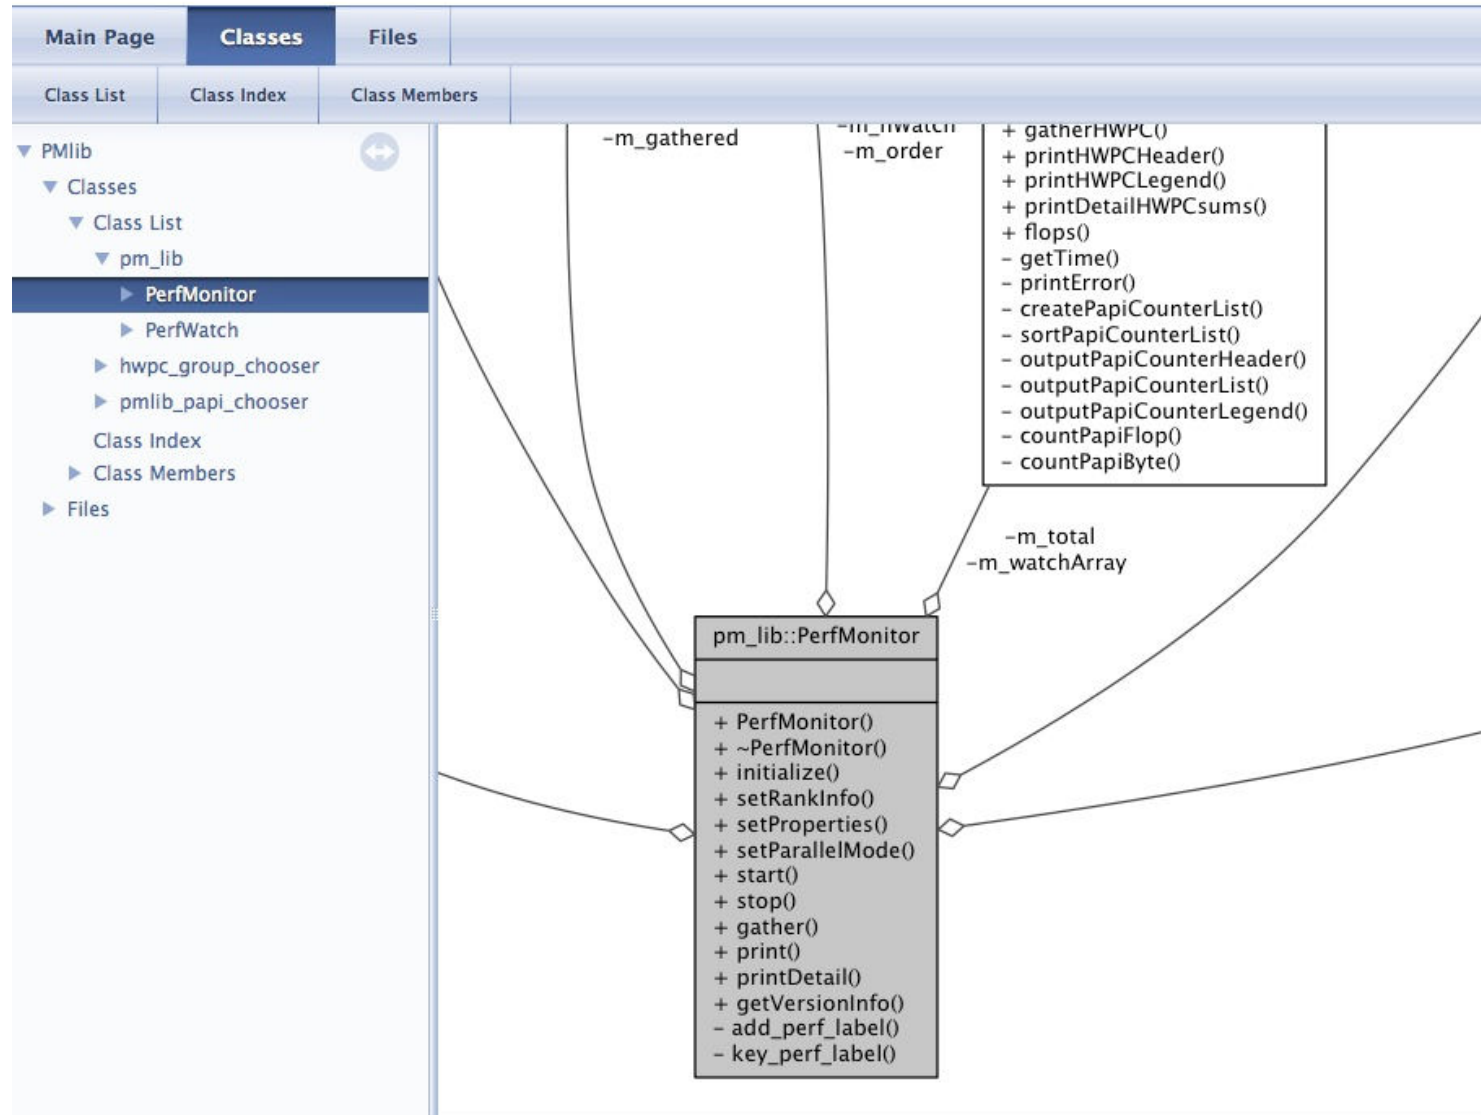 Main Page
Classes
Files
Class List
Class Index
Class Members
PMlib
Classes
Class List
pm_lib
PerfMonitor
PerfWatch
hwpc_group_chooser
pmlib_papi_chooser
Class Index
Class Members
Files
-m_gathered
-m_nWatch
-m_order
+ gatherHWPC()
+ printHWPCHeader()
+ printHWPCLegend()
+ printDetailHWPCsums()
+ flops()
- getTime()
- printError()
- createPapiCounterList()
- sortPapiCounterList()
- outputPapiCounterHeader()
- outputPapiCounterList()
- outputPapiCounterLegend()
- countPapiFlop()
- countPapiByte()
-m_total
-m_watchArray
pm_lib::PerfMonitor
+ PerfMonitor()
+ ~PerfMonitor()
+ initialize()
+ setRankInfo()
+ setProperties()
+ setParallelMode()
+ start()
+ stop()
+ gather()
+ print()
+ printDetail()
+ getVersionInfo()
- add_perf_label()
- key_perf_label()